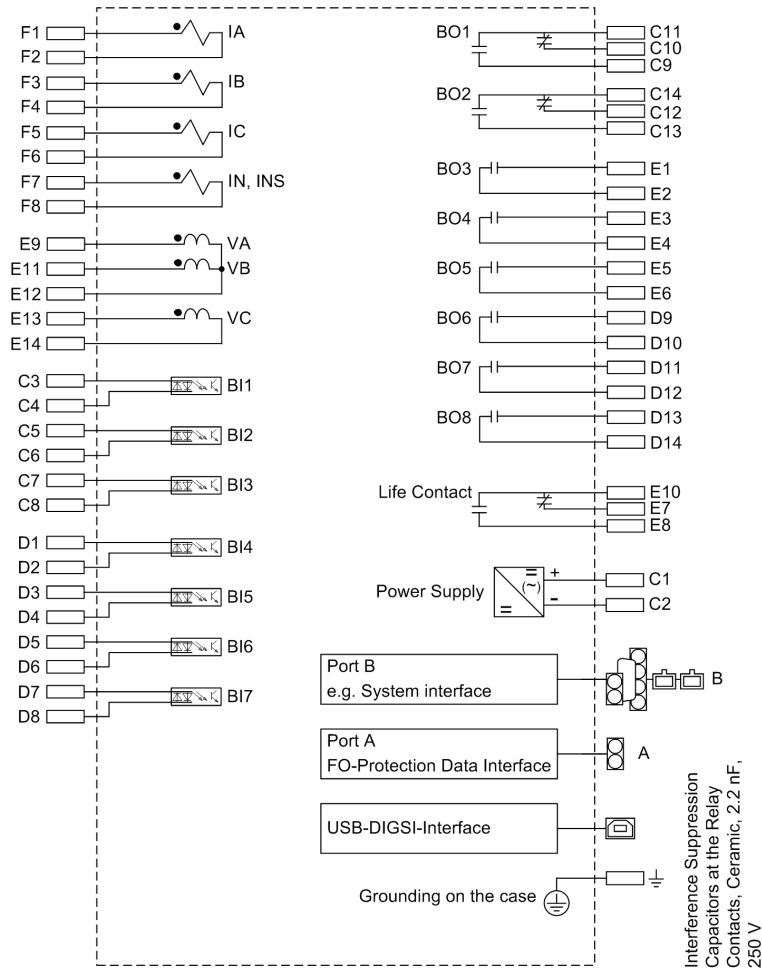 F1 IA
F2
F3 IB
F4
F5 IC
F6
F7 IN, INS
F8
E9 VA
E11 VB
E12
E13 VC
E14
C3 BI1
C4
C5 BI2
C6
C7 BI3
C8
D1 BI4
D2
D3 BI5
D4
D5 BI6
D6
D7 BI7
D8
BO1 C11
C10
C9
BO2 C14
C12
C13
BO3 E1
E2
BO4 E3
E4
BO5 E5
E6
BO6 D9
D10
BO7 D11
D12
BO8 D13
D14
Life Contact E10
E7
E8
Power Supply = (~) = + C1
- C2
Port B
e.g. System interface
B
Port A
FO-Protection Data Interface
A
USB-DIGSI-Interface
Grounding on the case
Interference Suppression
Capacitors at the Relay
Contacts, Ceramic, 2.2 nF,
250 V